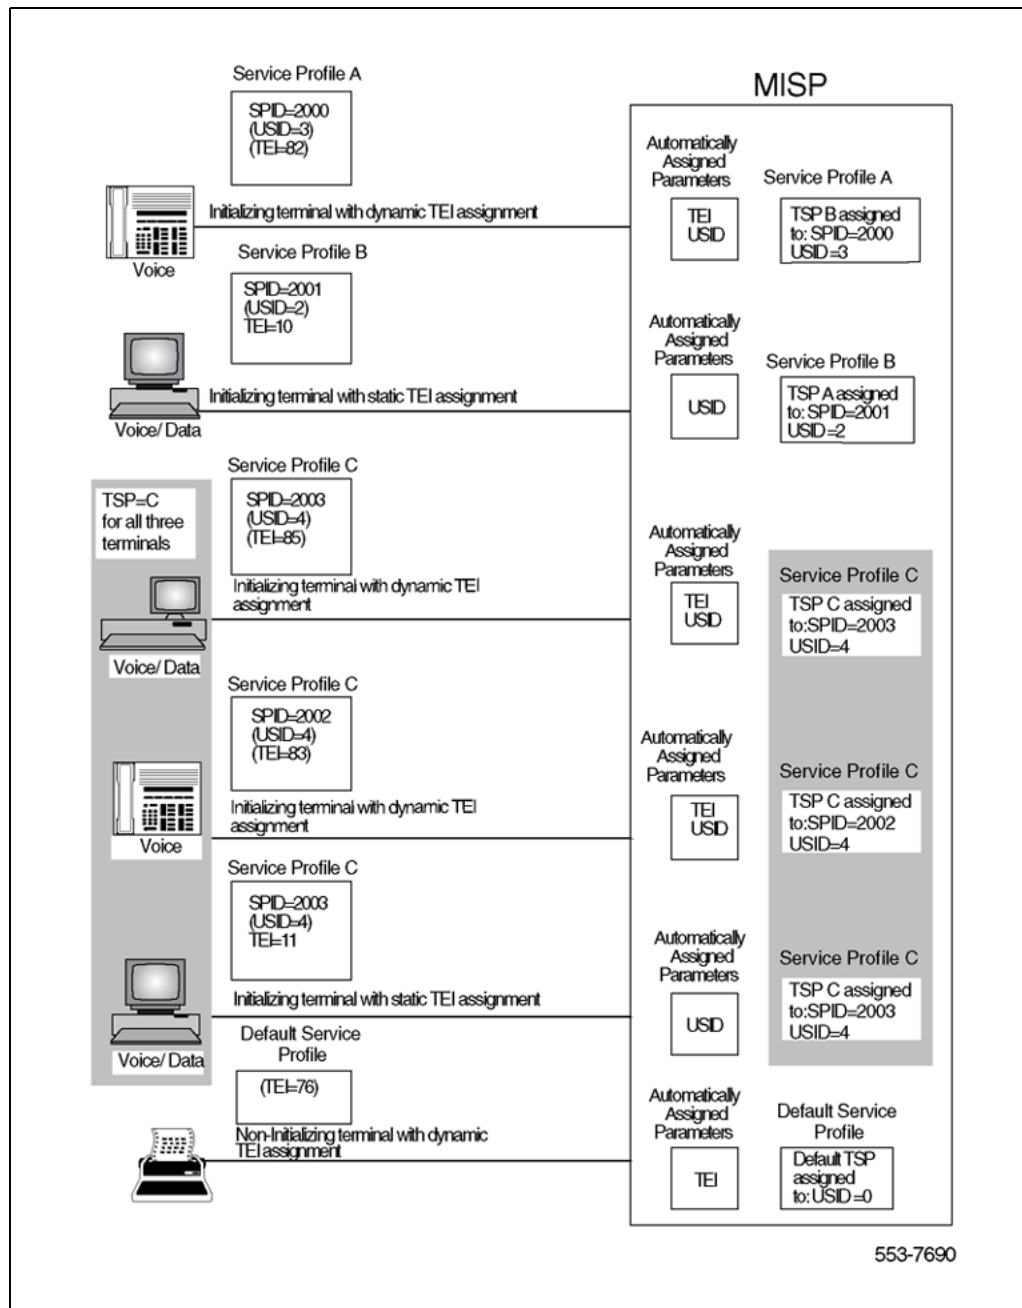 MISP
Service Profile A
SPID=2000
(USID=3)
(TEI=82)
Initializing terminal with dynamic TEI assignment
Voice
Automatically
Assigned
Parameters
TEI
USID
Service Profile A
TSP B assigned
to: SPID=2000
USID=3
Service Profile B
SPID=2001
(USID=2)
TEI=10
Initializing terminal with static TEI assignment
Voice/ Data
Automatically
Assigned
Parameters
USID
Service Profile B
TSP A assigned
to: SPID=2001
USID=2
TSP=C
for all three
terminals
Service Profile C
SPID=2003
(USID=4)
(TEI=85)
Initializing terminal with dynamic TEI
assignment
Voice/ Data
Automatically
Assigned
Parameters
TEI
USID
Service Profile C
TSP C assigned
to:SPID=2003
USID=4
Service Profile C
SPID=2002
(USID=4)
(TEI=83)
Initializing terminal with dynamic TEI
assignment
Voice
Automatically
Assigned
Parameters
TEI
USID
Service Profile C
TSP C assigned
to:SPID=2002
USID=4
Service Profile C
SPID=2003
(USID=4)
TEI=11
Initializing terminal with static TEI assignment
Voice/ Data
Automatically
Assigned
Parameters
USID
Service Profile C
TSP C assigned
to:SPID=2003
USID=4
Default Service
Profile
(TEI=76)
Non-Initializing terminal with dynamic
TEI assignment
Automatically
Assigned
Parameters
TEI
Default Service
Profile
Default TSP
assigned
to: USID=0
553-7690